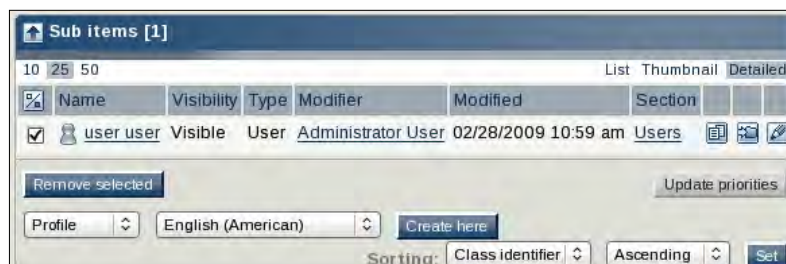 Sub items [1]
10 25 50 List Thumbnail Detailed
Name Visibility Type Modifier Modified Section
user user Visible User Administrator User 02/28/2009 10:59 am Users
Remove selected Update priorities
Profile English (American) Create here
Sorting: Class identifier Ascending Set